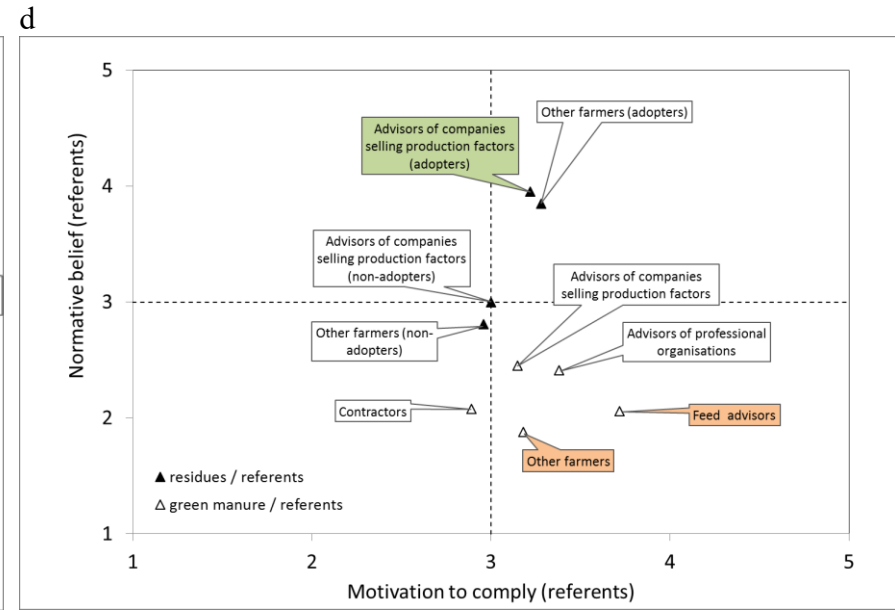 d
5
4
3
2
1
1
2
3
4
5
Normative belief (referents)
Motivation to comply (referents)
Other farmers (adopters)
Advisors of companies
selling production factors
(adopters)
Advisors of companies
selling production factors
(non-adopters)
Advisors of companies
selling production factors
Other farmers (non-
adopters)
Advisors of professional
organisations
Contractors
Feed advisors
Other farmers
▲ residues / referents
△ green manure / referents